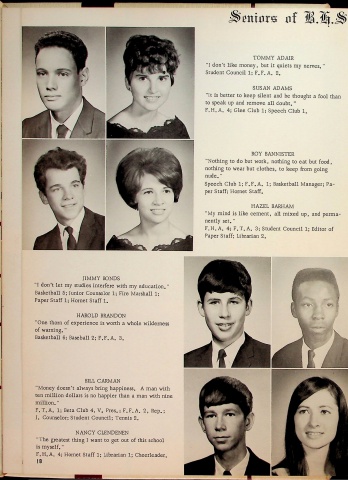 Seniors of B.H.S
TOMMY ADAIR
"I don't like money, but it quiets my nerves."
Student Council 1; F.F.A. 2.
SUSAN ADAMS
"It is better to keep silent and be thought a fool than
to speak up and remove all doubt."
F.H.A. 4; Glee Club 1; Speech Club 1.
ROY BANNISTER
"Nothing to do but work, nothing to eat but food,
nothing to wear but clothes, to keep from going
nude."
Speech Club 1; F.F.A. 1; Basketball Manager; Pa-
per Staff; Hornet Staff.
HAZEL BARHAM
"My mind is like cement, all mixed up, and perma-
nently set."
F.H.A. 4; F.T.A. 3; Student Council 1; Editor of
Paper Staff; Librarian 2.
JIMMY BONDS
"I don't let my studies interfere with my education."
Basketball 5; Junior Counselor 1; Fire Marshall 1;
Paper Staff 1; Hornet Staff 1.
HAROLD BRANDON
"One thorn of experience is worth a whole wilderness
of warning."
Basketball 6; Baseball 2; F.F.A. 3.
BILL CARMAN
"Money doesn't always bring happiness. A man with
ten million dollars is no happier than a man with nine
million."
F.T.A. 1; Beta Club 4, V. Pres.; F.F.A. 2, Rep.;
1, Counselor; Student Council; Tennis 2.
NANCY CLENDENEN
"The greatest thing I want to get out of this school
is myself."
F.H.A. 4; Hornet Staff 1; Librarian 1; Cheerleader.
18